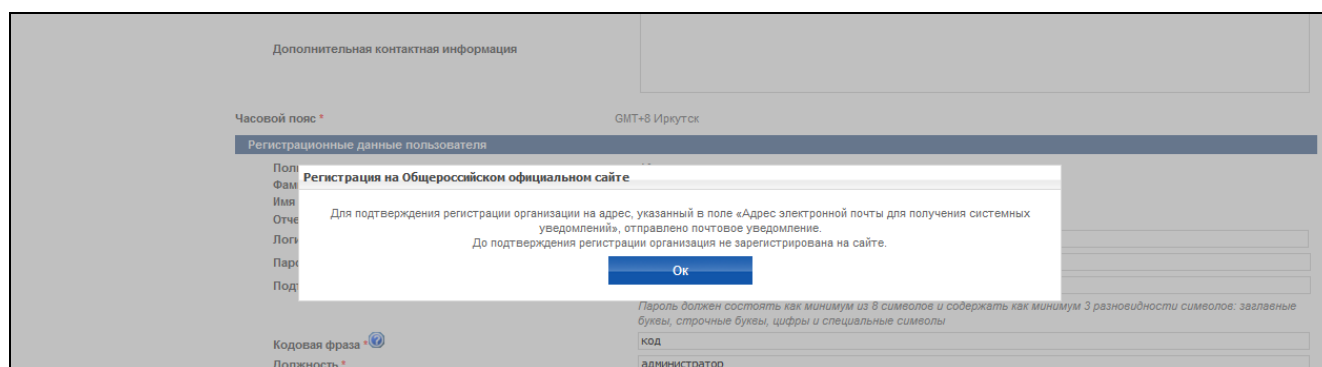 Дополнительная контактная информация
Часовой пояс * GMT+8 Иркутск
Регистрационные данные пользователя
Регистрация на Общероссийском официальном сайте
Для подтверждения регистрации организации на адрес, указанный в поле «Адрес электронной почты для получения системных
уведомлений», отправлено почтовое уведомление.
До подтверждения регистрации организация не зарегистрирована на сайте.
Ок
Имя
Пароль должен состоять как минимум из 8 символов и содержать как минимум 3 разновидности символов: заглавные
буквы, строчные буквы, цифры и специальные символы
Кодовая фраза * код
Должность * администратор